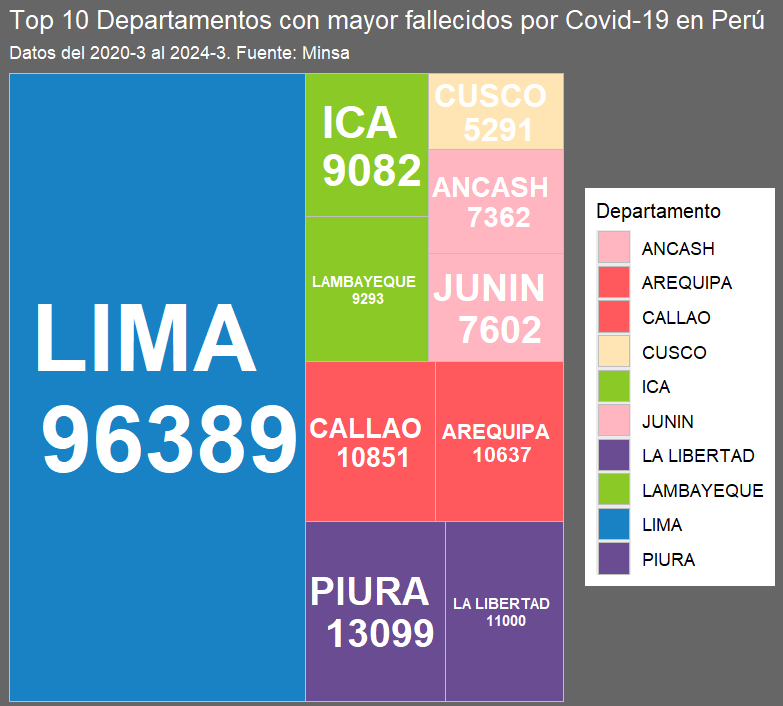 Top 10 Departamentos con mayor fallecidos por Covid-19 en Perú
Datos del 2020-3 al 2024-3. Fuente: Minsa
LIMA
96389
ICA
9082
LAMBAYEQUE
9293
CUSCO
5291
ANCASH
7362
JUNIN
7602
CALLAO
10851
AREQUIPA
10637
PIURA
13099
LA LIBERTAD
11000
Departamento
ANCASH
AREQUIPA
CALLAO
CUSCO
ICA
JUNIN
LA LIBERTAD
LAMBAYEQUE
LIMA
PIURA